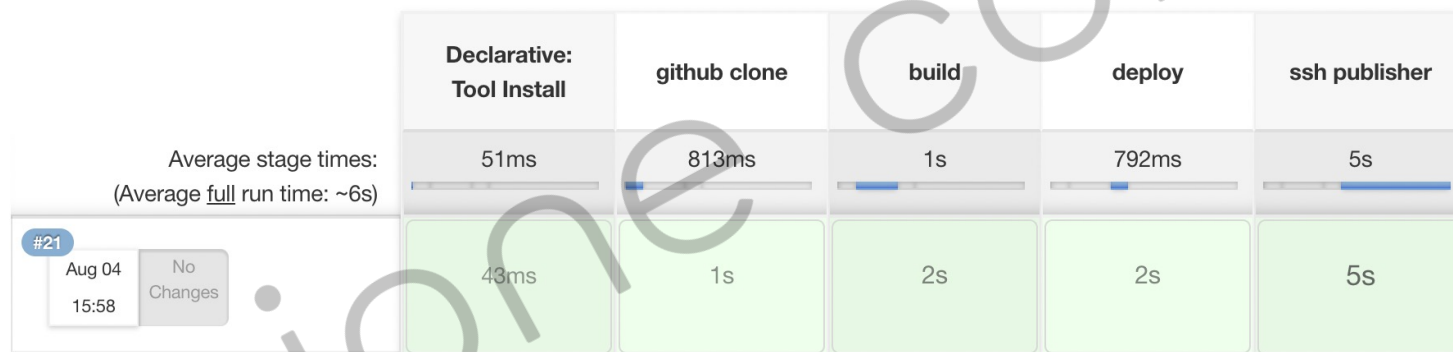 Declarative:
Tool Install
github clone
build
deploy
ssh publisher
Average stage times:
51ms
813ms
1s
792ms
5s
(Average full run time: ~6s)
#21
Aug 04
No
Changes
15:58
43ms
1s
2s
2s
5s